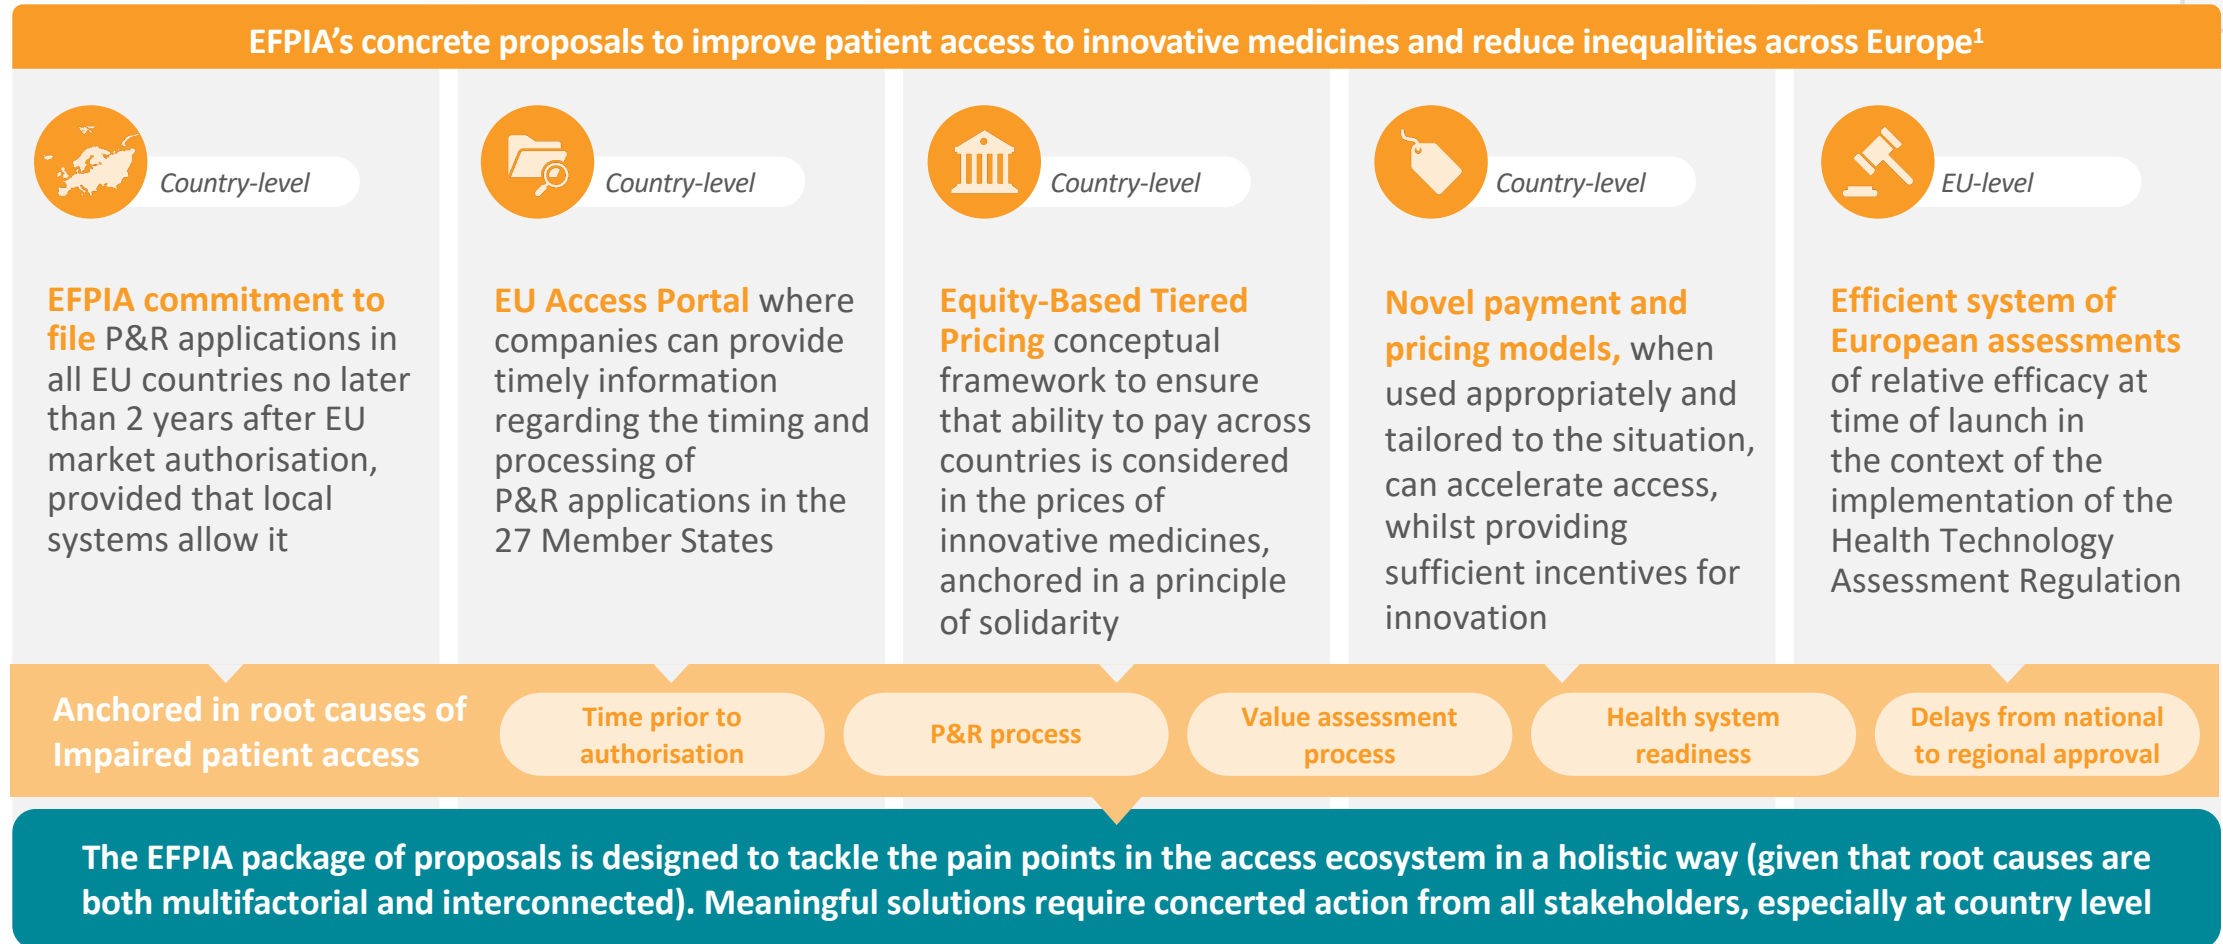 EFPIA's concrete proposals to improve patient access to innovative medicines and reduce inequalities across Europe¹
Country-level
EFPIA commitment to
file P&R applications in
all EU countries no later
than 2 years after EU
market authorisation,
provided that local
systems allow it
Country-level
EU Access Portal where
companies can provide
timely information
regarding the timing and
processing of
P&R applications in the
27 Member States
Country-level
Equity-Based Tiered
Pricing conceptual
framework to ensure
that ability to pay across
countries is considered
in the prices of
innovative medicines,
anchored in a principle
of solidarity
Country-level
Novel payment and
pricing models, when
used appropriately and
tailored to the situation,
can accelerate access,
whilst providing
sufficient incentives for
innovation
EU-level
Efficient system of
European assessments
of relative efficacy at
time of launch in
the context of the
implementation of the
Health Technology
Assessment Regulation
Anchored in root causes of
Impaired patient access
Time prior to
authorisation
P&R process
Value assessment
process
Health system
readiness
Delays from national
to regional approval
The EFPIA package of proposals is designed to tackle the pain points in the access ecosystem in a holistic way (given that root causes are
both multifactorial and interconnected). Meaningful solutions require concerted action from all stakeholders, especially at country level